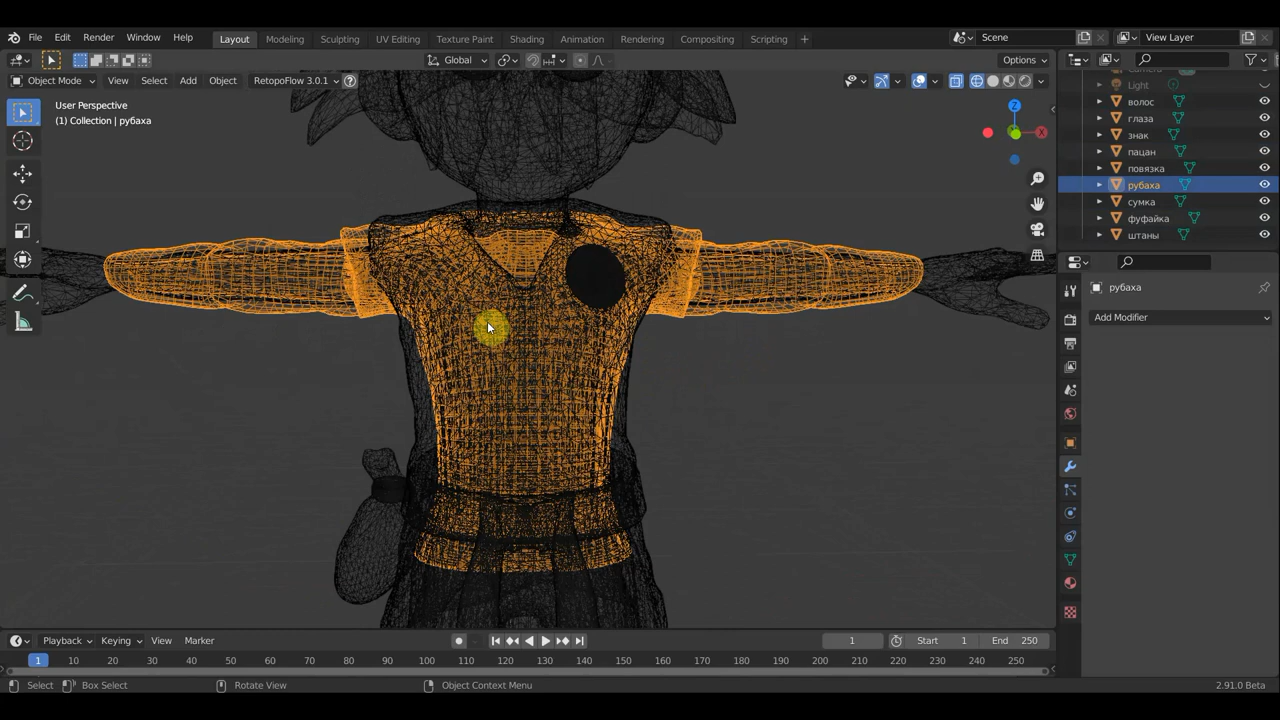 File Edit Render Window Help Layout Modeling Sculpting UV Editing Texture Paint Shading Animation Rendering Compositing Scripting + Scene View Layer
Global Options
Object Mode View Select Add Object RetopoFlow 3.0.1
User Perspective
(1) Collection | рубаха
Z
X
Light
волос
глаза
знак
пацан
повязка
рубаха
сумка
фуфайка
штаны
рубаха
Add Modifier
Playback Keying View Marker 1 Start 1 End 250
1 10 20 30 40 50 60 70 80 90 100 110 120 130 140 150 160 170 180 190 200 210 220 230 240 250
Select Box Select Rotate View Object Context Menu 2.91.0 Beta